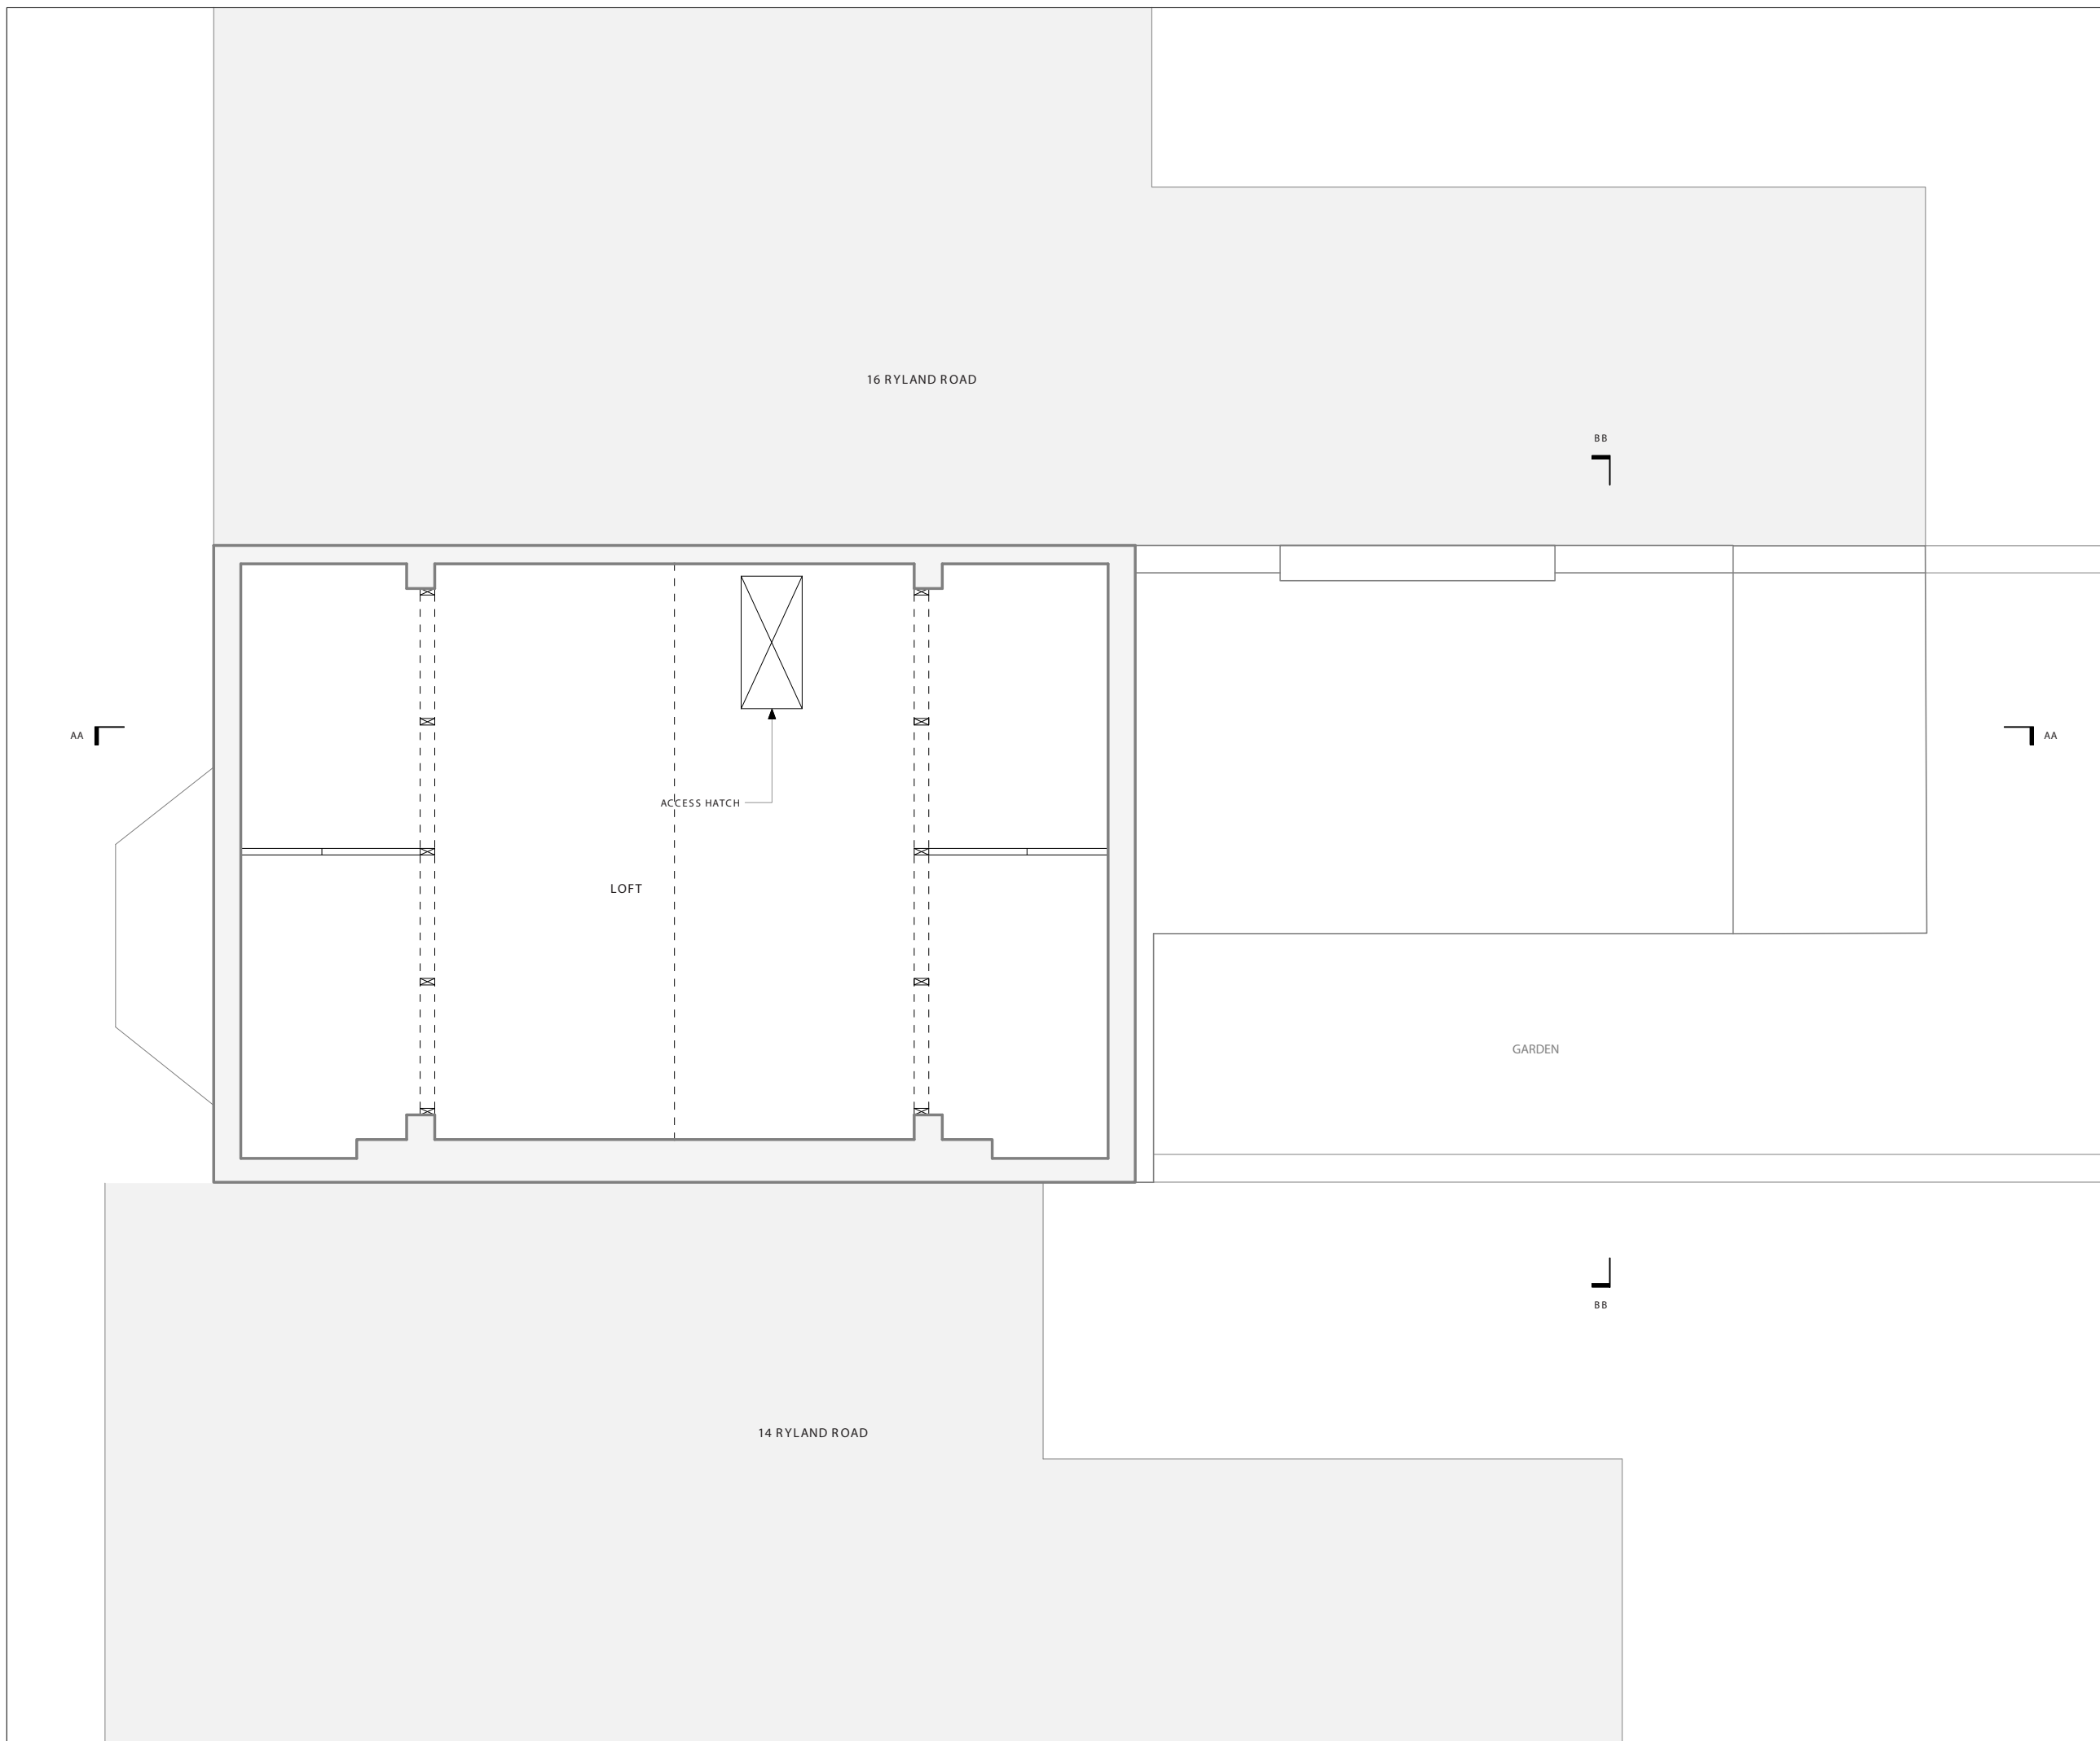 16 RYLAND ROAD
BB
AA
AA
ACCESS HATCH
LOFT
GARDEN
BB
14 RYLAND ROAD